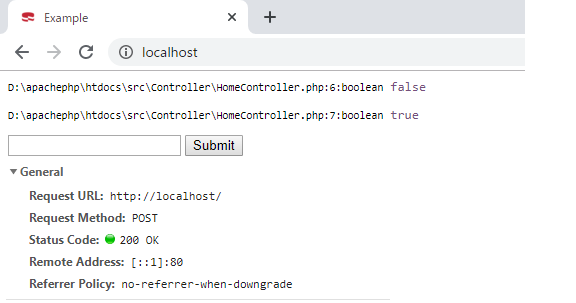 Example
localhost
D:\apachephp\htdocs\src\Controller\HomeController.php:6:boolean false
D:\apachephp\htdocs\src\Controller\HomeController.php:7:boolean true
Submit
General
Request URL: http://localhost/
Request Method: POST
Status Code: 200 OK
Remote Address: [::1]:80
Referrer Policy: no-referrer-when-downgrade